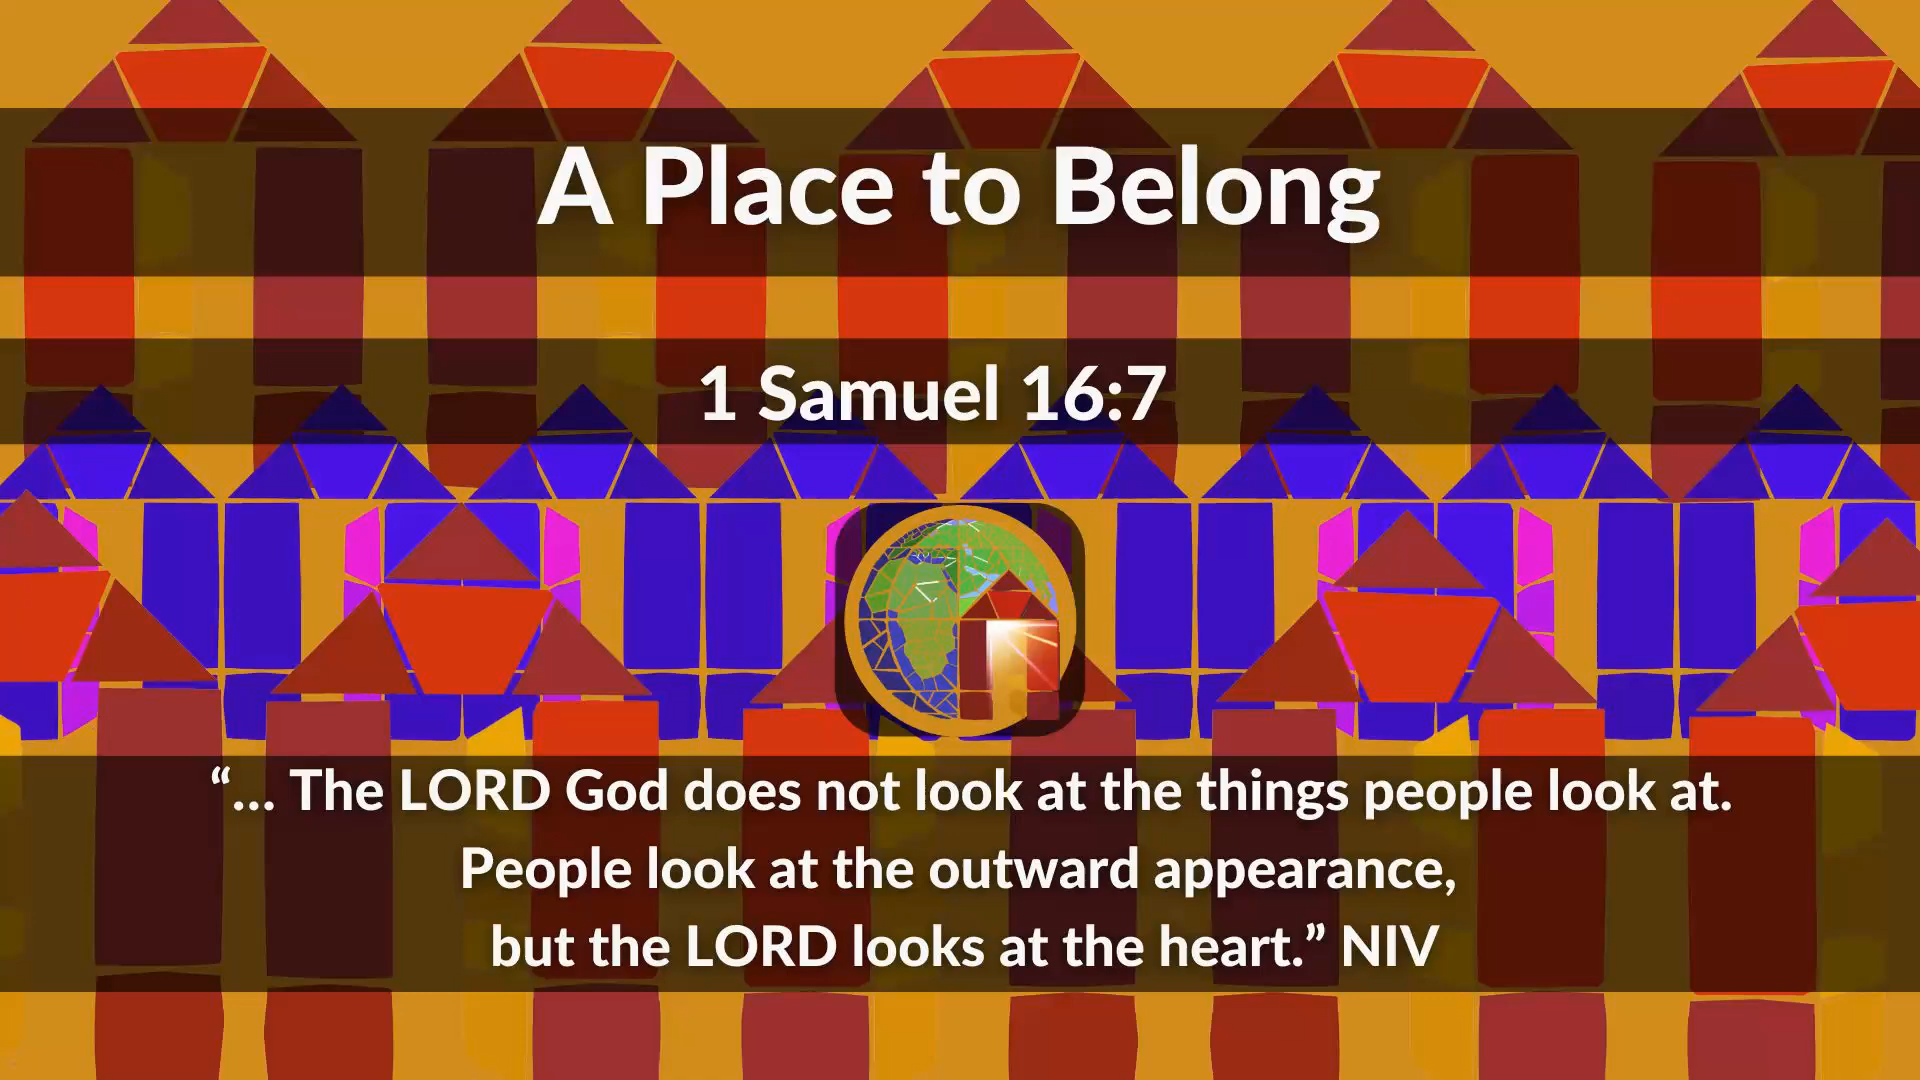 A Place to Belong
1 Samuel 16:7
“... The LORD God does not look at the things people look at.
People look at the outward appearance,
but the LORD looks at the heart.” NIV